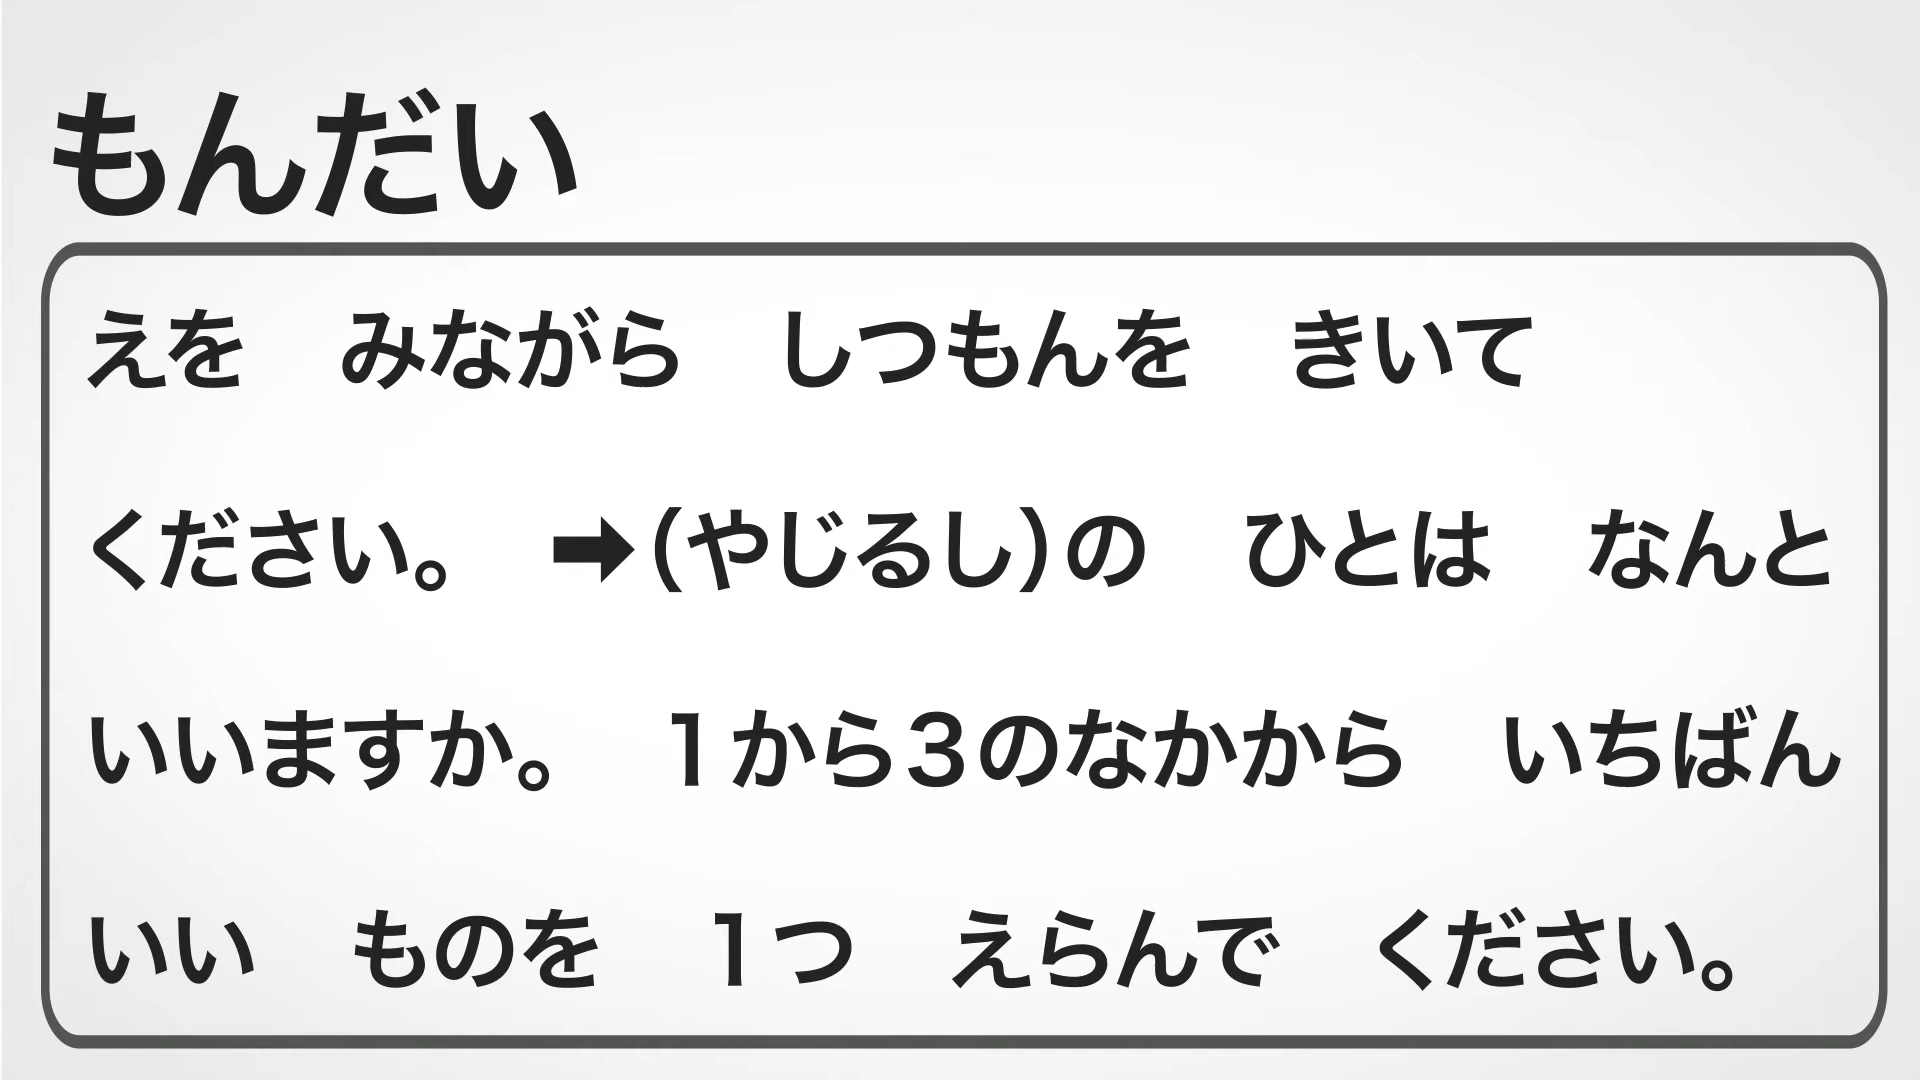 もんだい
えを　みながら　しつもんを　きいて
ください。　➡(やじるし)の　ひとは　なんと
いいますか。　１から３のなかから　いちばん
いい　ものを　１つ　えらんで　ください。